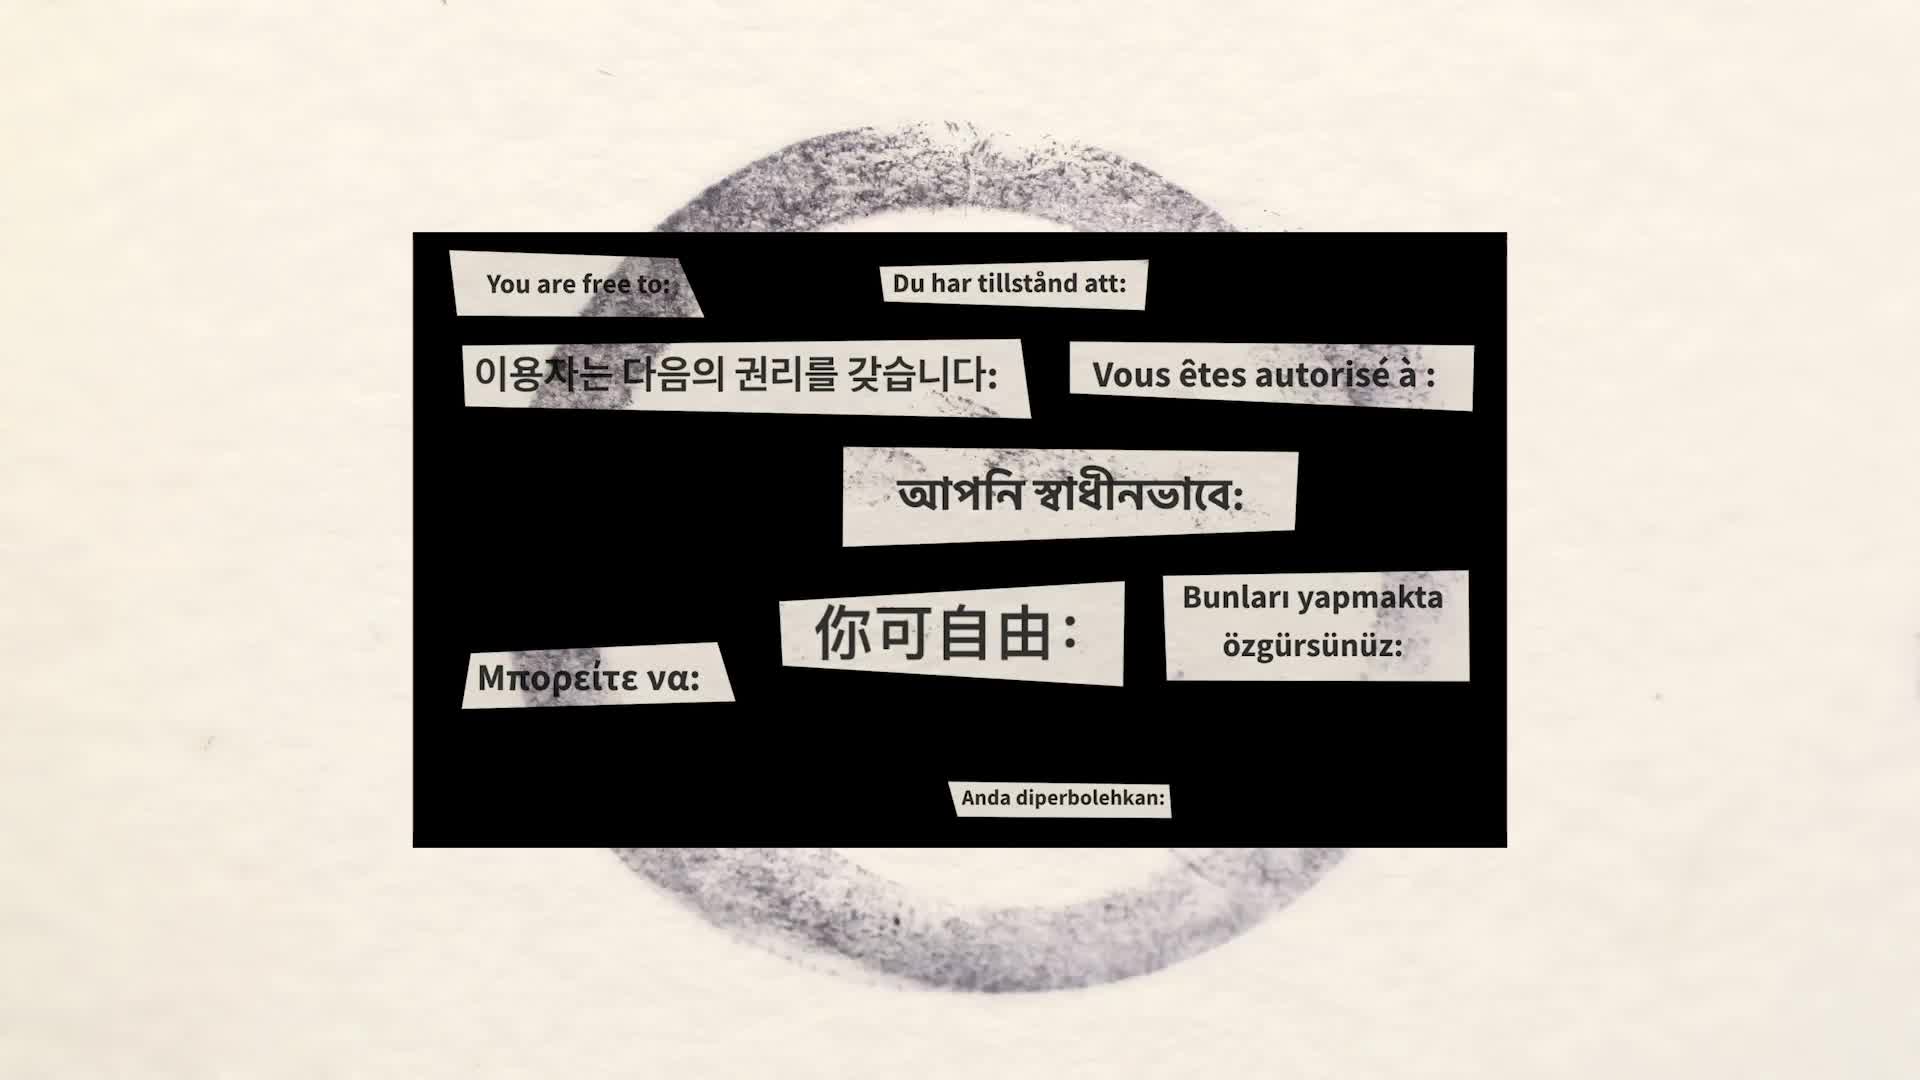 You are free to:
Du har tillstånd att:
이용자는 다음의 권리를 갖습니다:
Vous êtes autorisé à :
আপনি স্বাধীনভাবে:
你可自由：
Bunları yapmakta
özgürsünüz:
Μπορείτε να:
Anda diperbolehkan: